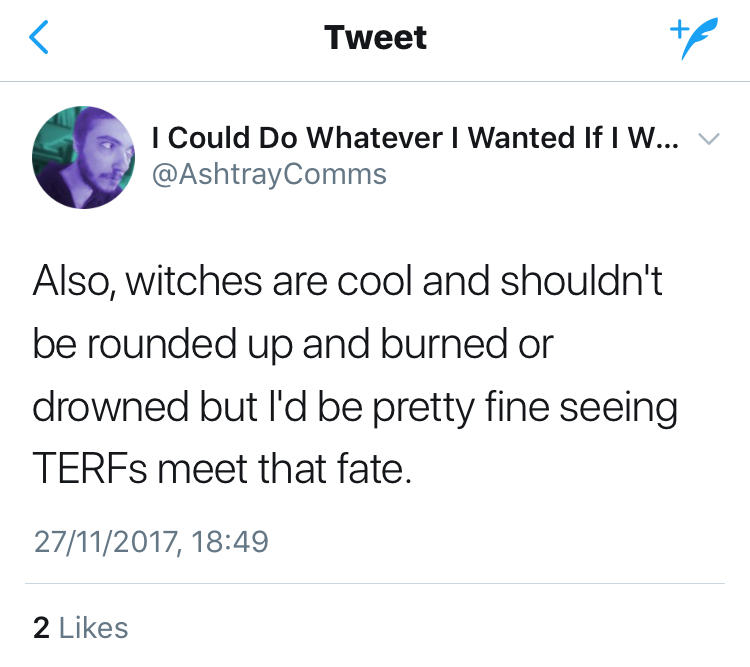 Tweet
I Could Do Whatever I Wanted If I W...
@AshtrayComms
Also, witches are cool and shouldn't
be rounded up and burned or
drowned but I'd be pretty fine seeing
TERFs meet that fate.
27/11/2017, 18:49
2 Likes